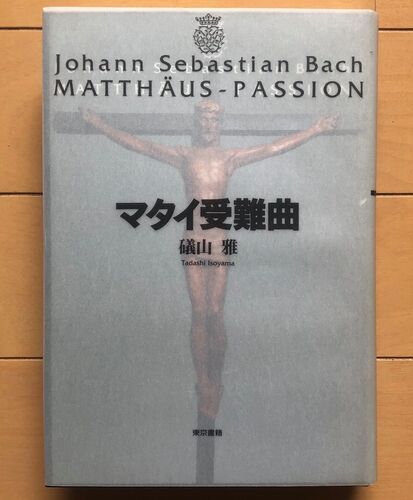 Johann Sebastian Bach
MATTHÄUS-PASSION
マタイ受難曲
礒山 雅
Tadashi Isoyama
東京書籍